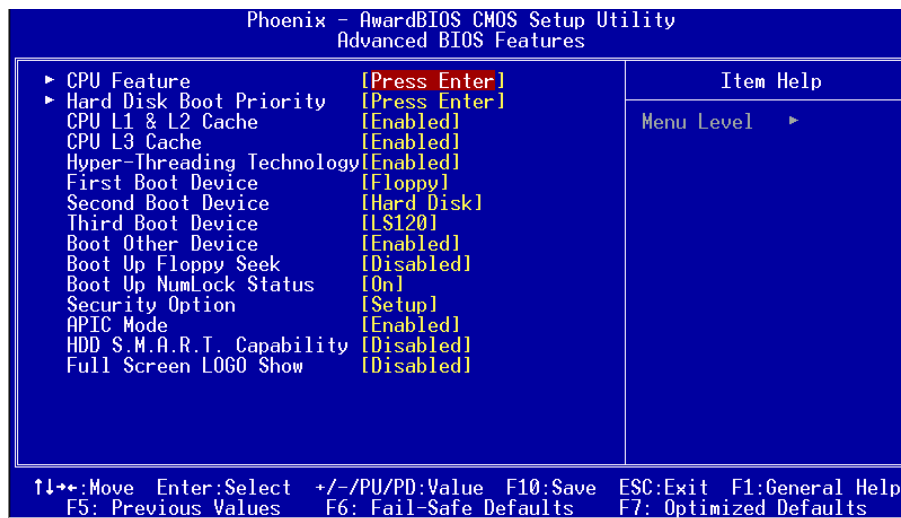 Phoenix - AwardBIOS CMOS Setup Utility
Advanced BIOS Features
► CPU Feature [Press Enter]
► Hard Disk Boot Priority [Press Enter]
CPU L1 & L2 Cache [Enabled]
CPU L3 Cache [Enabled]
Hyper-Threading Technology[Enabled]
First Boot Device [Floppy]
Second Boot Device [Hard Disk]
Third Boot Device [LS120]
Boot Other Device [Enabled]
Boot Up Floppy Seek [Disabled]
Boot Up NumLock Status [On]
Security Option [Setup]
APIC Mode [Enabled]
HDD S.M.A.R.T. Capability [Disabled]
Full Screen LOGO Show [Disabled]
Item Help
Menu Level ►
↑↓→←:Move Enter:Select +/-/PU/PD:Value F10:Save ESC:Exit F1:General Help
F5: Previous Values F6: Fail-Safe Defaults F7: Optimized Defaults